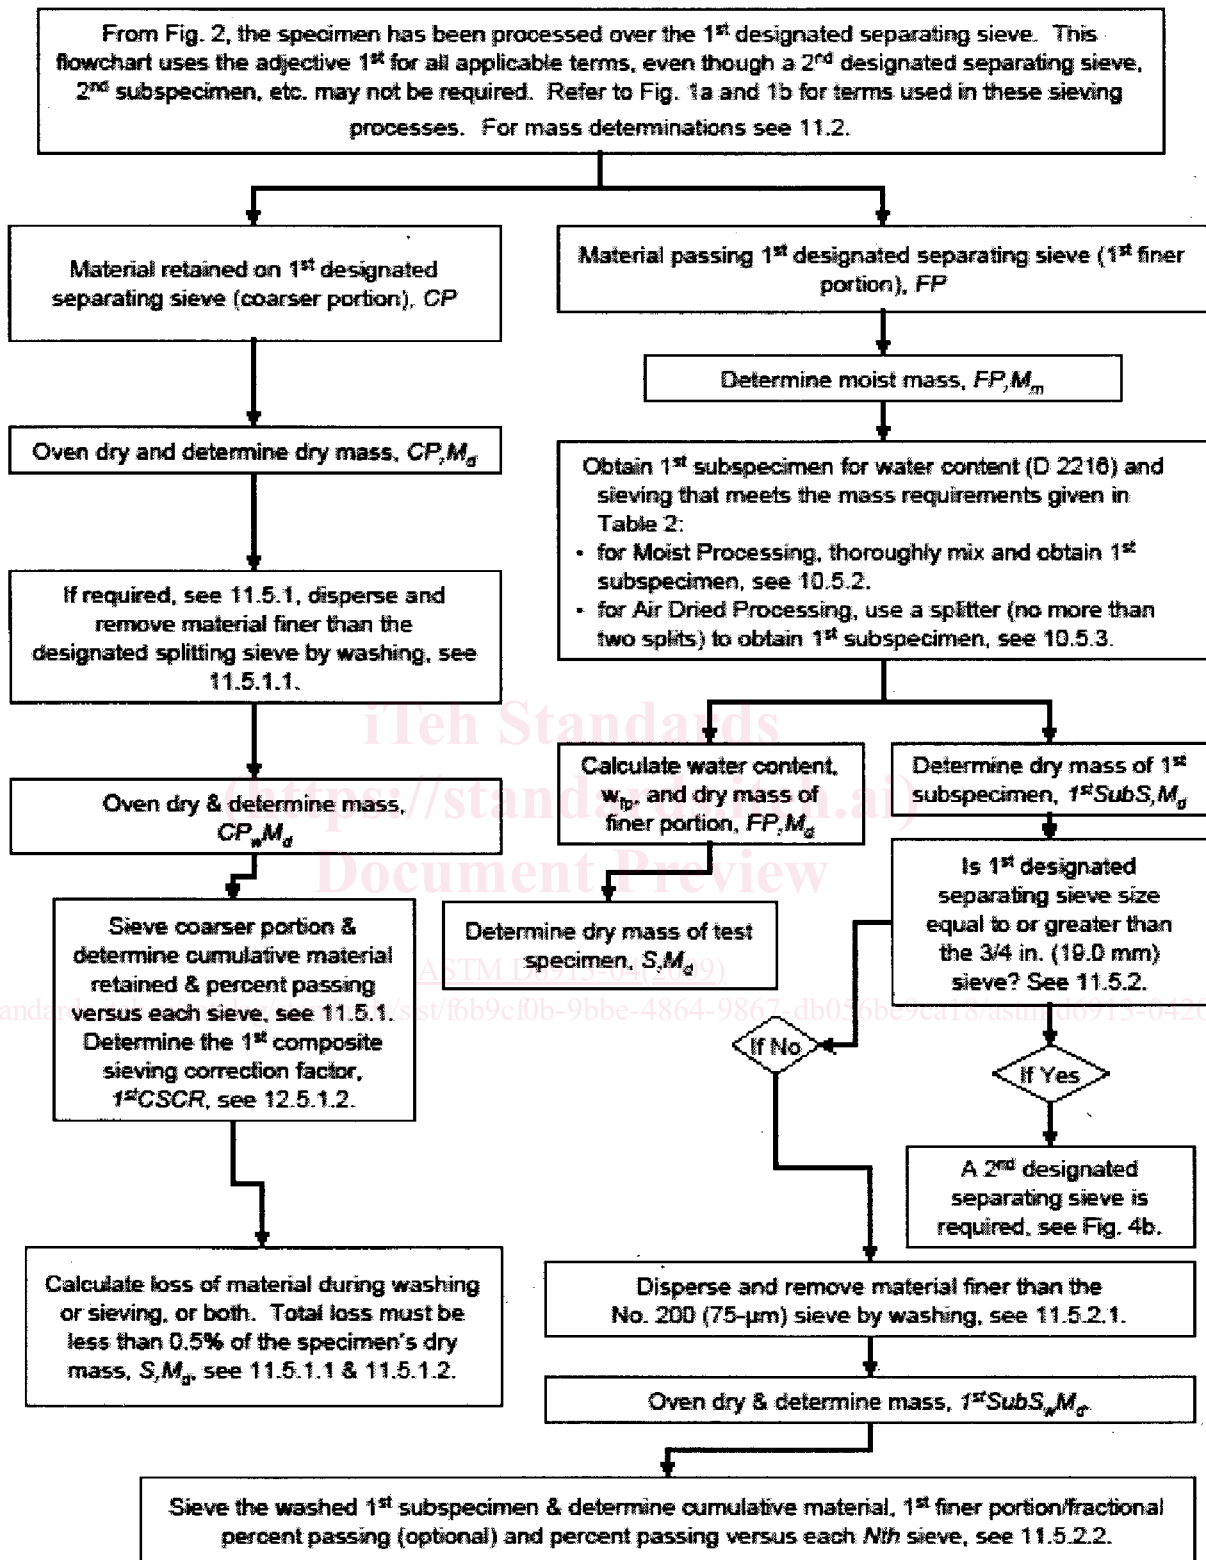 From Fig. 2, the specimen has been processed over the 1st designated separating sieve. This
flowchart uses the adjective 1st for all applicable terms, even though a 2nd designated separating sieve,
2nd subspecimen, etc. may not be required. Refer to Fig. 1a and 1b for terms used in these sieving
processes. For mass determinations see 11.2.
Material retained on 1st designated
separating sieve (coarser portion), CP
Oven dry and determine dry mass, CP,Md
If required, see 11.5.1, disperse and
remove material finer than the
designated splitting sieve by washing, see
11.5.1.1.
Oven dry & determine mass,
CPwMd
Sieve coarser portion &
determine cumulative material
retained & percent passing
versus each sieve, see 11.5.1.
Determine the 1st composite
sieving correction factor,
1stCSCR, see 12.5.1.2.
Calculate loss of material during washing
or sieving, or both. Total loss must be
less than 0.5% of the specimen's dry
mass, S,Md, see 11.5.1.1 & 11.5.1.2.
Material passing 1st designated separating sieve (1st finer
portion), FP
Determine moist mass, FP,Mm
Obtain 1st subspecimen for water content (D 2216) and
sieving that meets the mass requirements given in
Table 2:
• for Moist Processing, thoroughly mix and obtain 1st
subspecimen, see 10.5.2.
• for Air Dried Processing, use a splitter (no more than
two splits) to obtain 1st subspecimen, see 10.5.3.
Calculate water content,
wfp, and dry mass of
finer portion, FP,Md
Determine dry mass of test
specimen, S,Md
Determine dry mass of 1st
subspecimen, 1stSubS,Md
Is 1st designated
separating sieve size
equal to or greater than
the 3/4 in. (19.0 mm)
sieve? See 11.5.2.
If No
If Yes
A 2nd designated
separating sieve is
required, see Fig. 4b.
Disperse and remove material finer than the
No. 200 (75-µm) sieve by washing, see 11.5.2.1.
Oven dry & determine mass, 1stSubSwMd.
Sieve the washed 1st subspecimen & determine cumulative material, 1st finer portion/fractional
percent passing (optional) and percent passing versus each Nth sieve, see 11.5.2.2.
iTeh Standards
(https://standards.iteh.ai)
Document Preview